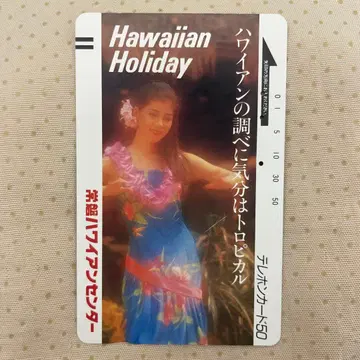 Hawaiian
Holiday
ハワイアンの調べに気分はトロピカル
常磐ハワイアンセンター
0 1 5 10 30 50
テレホンカード50